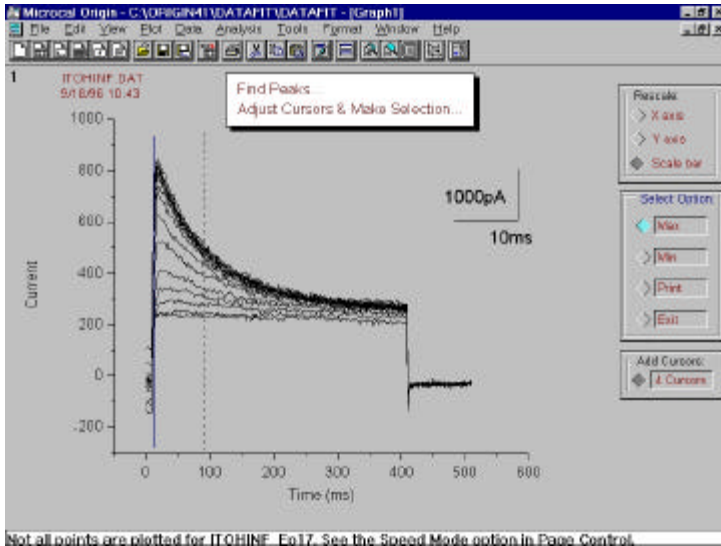 Microcal Origin - C:\ORIGIN41\DATAFIT\DATAFIT - [Graph1]
File Edit View Plot Data Analysis Tools Format Window Help
1
ITOHINF.DAT
9/18/96 10:43
Find Peaks...
Adjust Cursors & Make Selection...
Rescale:
X axis
Y axis
Scale bar
Select Option:
Max
Min
Print
Exit
Add Cursors:
4 Cursors
1000pA
10ms
1000
800
600
400
200
0
-200
Current
0 100 200 300 400 500 600
Time (ms)
Not all points are plotted for ITOHINF_Ep17. See the Speed Mode option in Page Control.